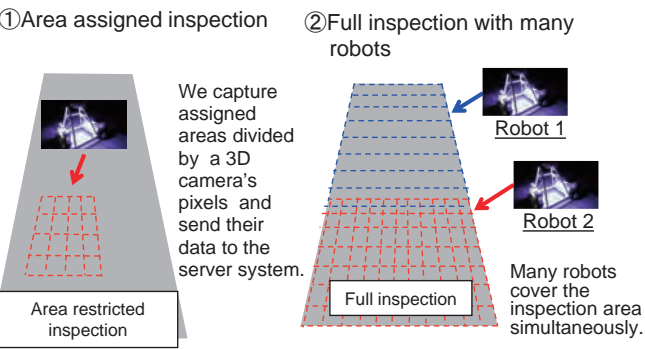 ①Area assigned inspection
We capture
assigned
areas divided
by a 3D
camera's
pixels and
send their
data to the
server system.
Area restricted
inspection
②Full inspection with many
robots
Robot 1
Robot 2
Full inspection
Many robots
cover the
inspection area
simultaneously.